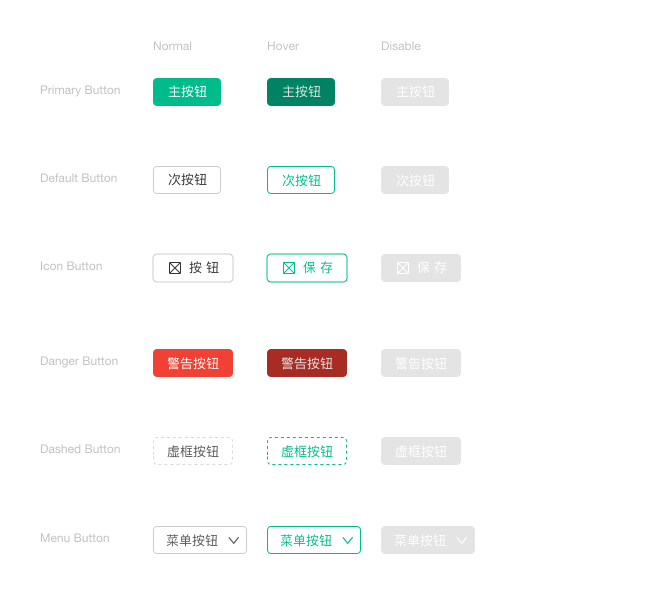 Normal Hover Disable
Primary Button 主按钮 主按钮 主按钮
Default Button 次按钮 次按钮 次按钮
Icon Button 按 钮 保 存 保 存
Danger Button 警告按钮 警告按钮 警告按钮
Dashed Button 虚框按钮 虚框按钮 虚框按钮
Menu Button 菜单按钮 菜单按钮 菜单按钮